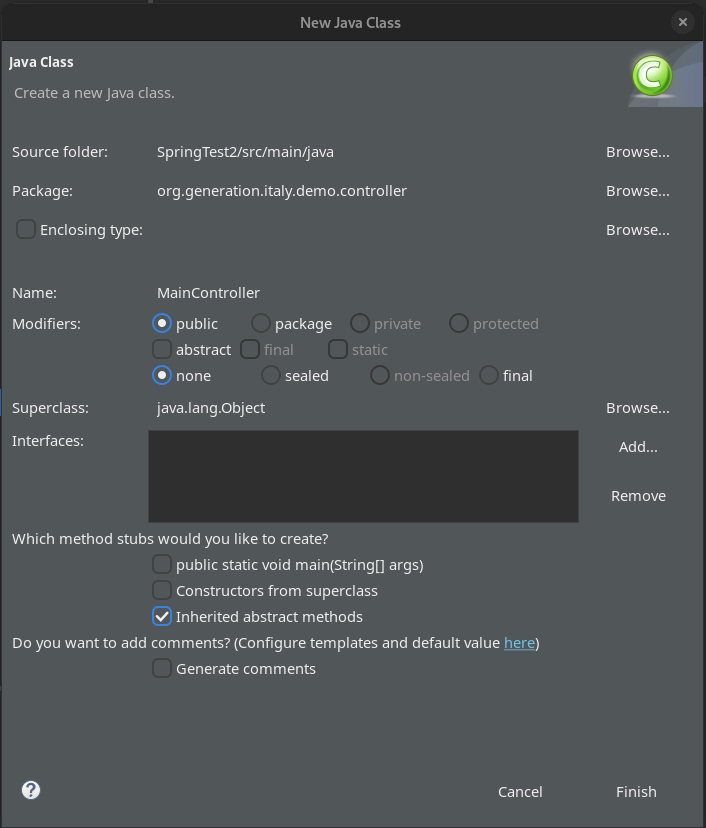 New Java Class
Java Class
Create a new Java class.
Source folder: SpringTest2/src/main/java Browse...
Package: org.generation.italy.demo.controller Browse...
Enclosing type: Browse...
Name: MainController
Modifiers: public package private protected
abstract final static
none sealed non-sealed final
Superclass: java.lang.Object Browse...
Interfaces: Add...
Remove
Which method stubs would you like to create?
public static void main(String[] args)
Constructors from superclass
Inherited abstract methods
Do you want to add comments? (Configure templates and default value here)
Generate comments
? Cancel Finish